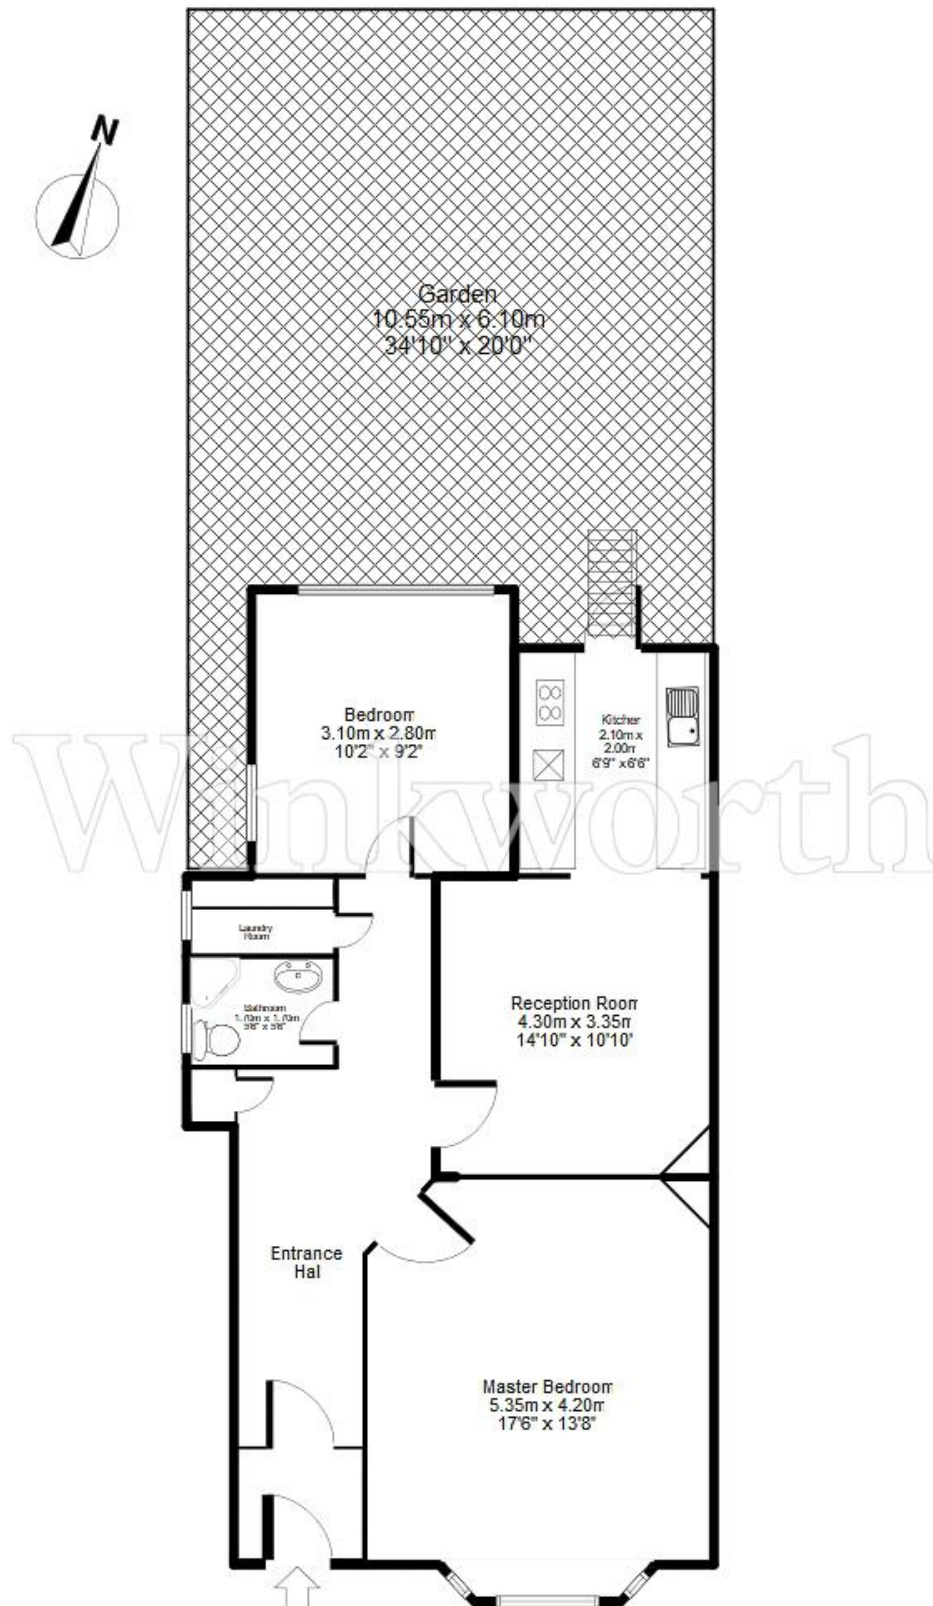 N
Garden
10.55m x 6.10m
34'10" x 20'0"
Bedroom
3.10m x 2.80m
10'2" x 9'2"
Kitchen
2.10m x
2.00m
6'9" x 6'6"
Winkworth
Laundry
Room
Bathroom
1.70m x 1.70m
5'6" x 5'6"
Reception Room
4.30m x 3.35m
14'10" x 10'10'
Entrance
Hal
Master Bedroom
5.35m x 4.20m
17'6" x 13'8"